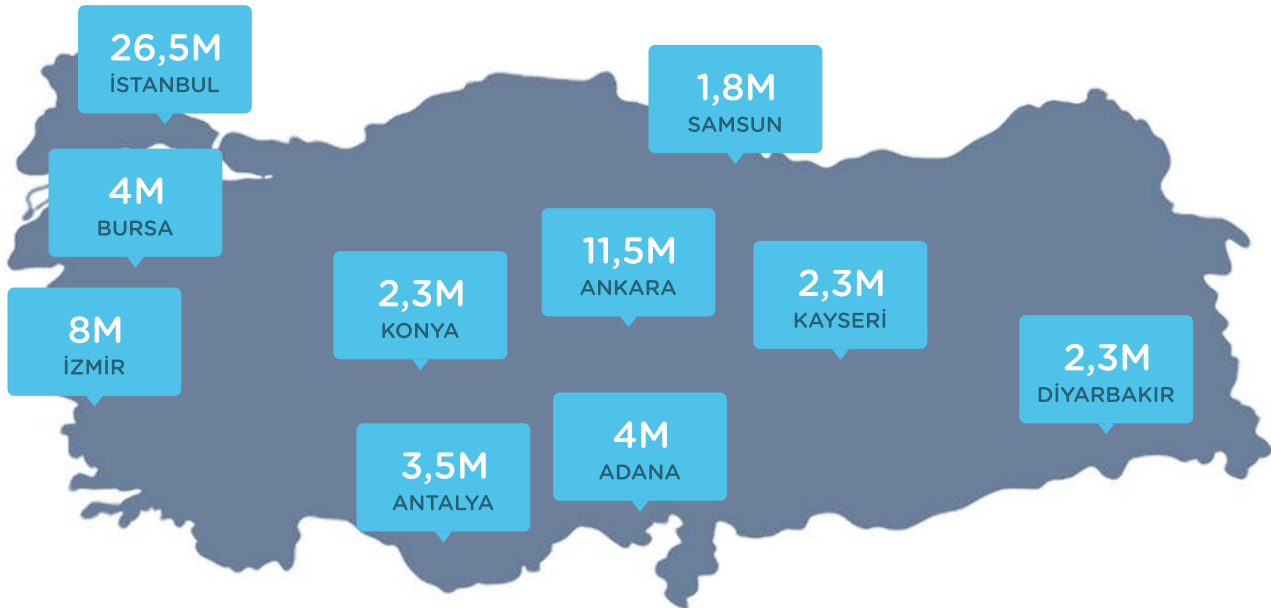 26,5M
İSTANBUL
1,8M
SAMSUN
4M
BURSA
11,5M
ANKARA
2,3M
KAYSERİ
2,3M
KONYA
8M
İZMİR
2,3M
DİYARBAKIR
4M
ADANA
3,5M
ANTALYA